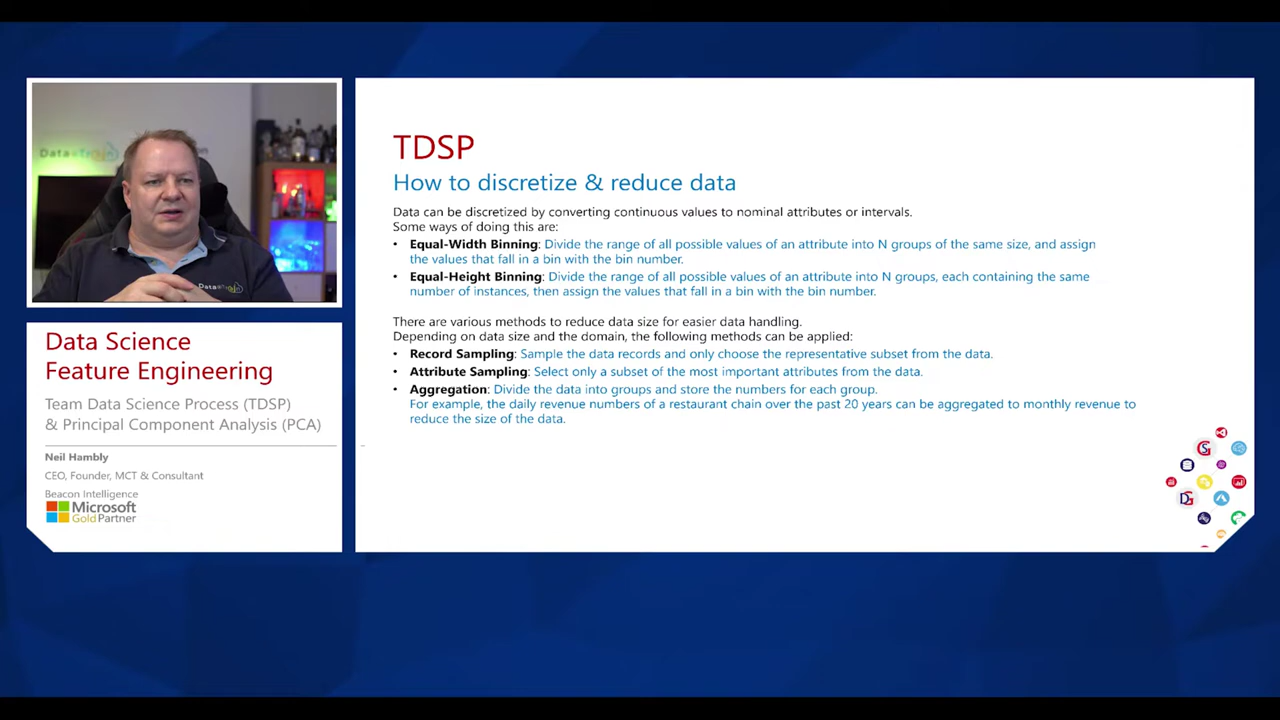 TDSP
How to discretize & reduce data
Data can be discretized by converting continuous values to nominal attributes or intervals.
Some ways of doing this are:
• Equal-Width Binning: Divide the range of all possible values of an attribute into N groups of the same size, and assign
the values that fall in a bin with the bin number.
• Equal-Height Binning: Divide the range of all possible values of an attribute into N groups, each containing the same
number of instances, then assign the values that fall in a bin with the bin number.
There are various methods to reduce data size for easier data handling.
Depending on data size and the domain, the following methods can be applied:
• Record Sampling: Sample the data records and only choose the representative subset from the data.
• Attribute Sampling: Select only a subset of the most important attributes from the data.
• Aggregation: Divide the data into groups and store the numbers for each group.
For example, the daily revenue numbers of a restaurant chain over the past 20 years can be aggregated to monthly revenue to
reduce the size of the data.
Data Science
Feature Engineering
Team Data Science Process (TDSP)
& Principal Component Analysis (PCA)
Neil Hambly
CEO, Founder, MCT & Consultant
Beacon Intelligence
Microsoft
Gold Partner